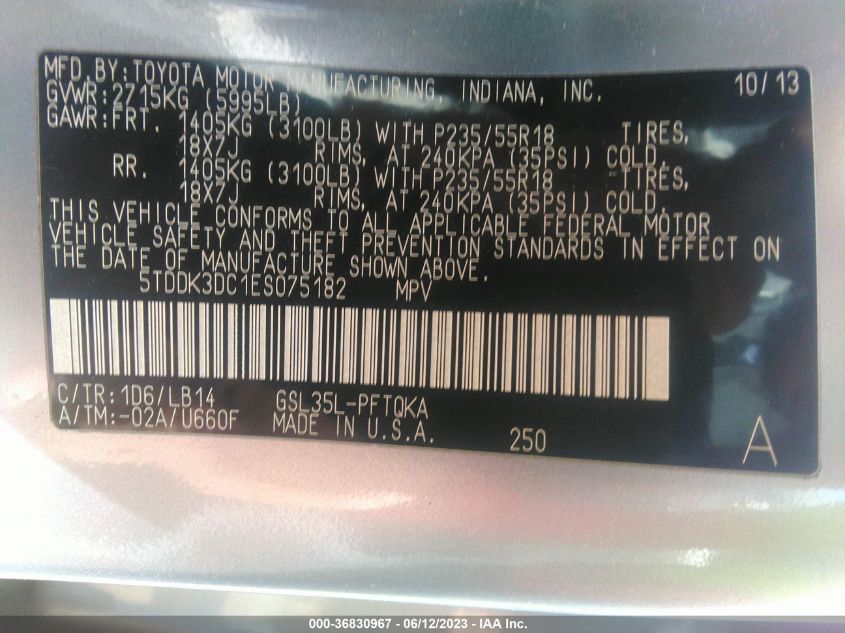 MFD.BY:TOYOTA MOTOR MANUFACTURING, INDIANA, INC. 10/13
GVWR:2715KG (5995LB)
GAWR:FRT. 1405KG (3100LB) WITH P235/55R18 TIRES,
18X7J RIMS, AT 240KPA (35PSI) COLD,
RR. 1405KG (3100LB) WITH P235/55R18 TIRES,
18X7J RIMS, AT 240KPA (35PSI) COLD.
THIS VEHICLE CONFORMS TO ALL APPLICABLE FEDERAL MOTOR
VEHICLE SAFETY AND THEFT PREVENTION STANDARDS IN EFFECT ON
THE DATE OF MANUFACTURE SHOWN ABOVE.
5TDDK3DC1ES075182 MPV
C/TR:1D6/LB14 GSL35L-PFTQKA
A/TM:-02A/U660F MADE IN U.S.A. 250 A
000-36830967 - 06/12/2023 - IAA Inc.